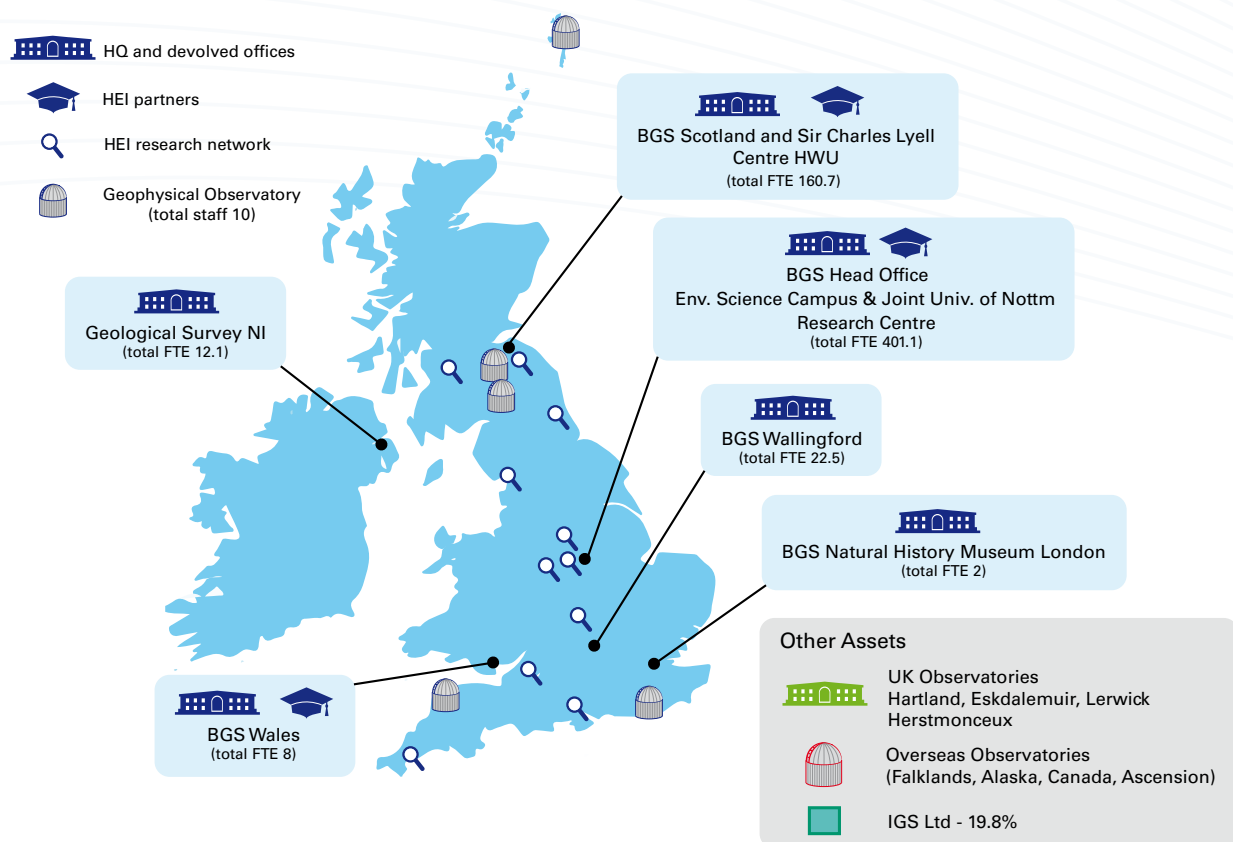 HQ and devolved offices
HEI partners
HEI research network
Geophysical Observatory
(total staff 10)
BGS Scotland and Sir Charles Lyell
Centre HWU
(total FTE 160.7)
BGS Head Office
Env. Science Campus & Joint Univ. of Nottm
Research Centre
(total FTE 401.1)
Geological Survey NI
(total FTE 12.1)
BGS Wallingford
(total FTE 22.5)
BGS Natural History Museum London
(total FTE 2)
BGS Wales
(total FTE 8)
Other Assets
UK Observatories
Hartland, Eskdalemuir, Lerwick
Herstmonceux
Overseas Observatories
(Falklands, Alaska, Canada, Ascension)
IGS Ltd - 19.8%